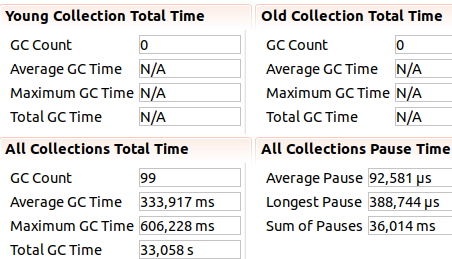 Young Collection Total Time
GC Count 0
Average GC Time N/A
Maximum GC Time N/A
Total GC Time N/A
Old Collection Total Time
GC Count 0
Average GC Time N/A
Maximum GC Time N/A
Total GC Time N/A
All Collections Total Time
GC Count 99
Average GC Time 333,917 ms
Maximum GC Time 606,228 ms
Total GC Time 33,058 s
All Collections Pause Time
Average Pause 92,581 µs
Longest Pause 388,744 µs
Sum of Pauses 36,014 ms